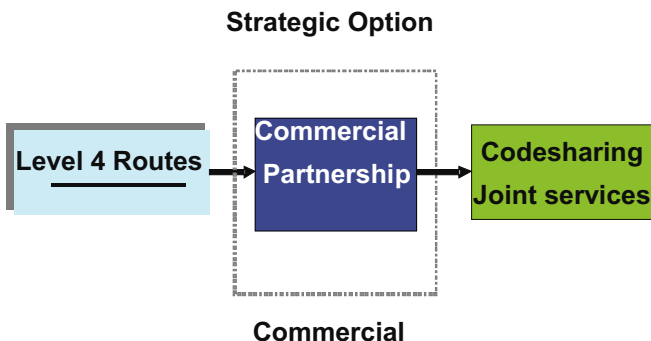 Strategic Option
Level 4 Routes
Commercial
Partnership
Codesharing
Joint services
Commercial